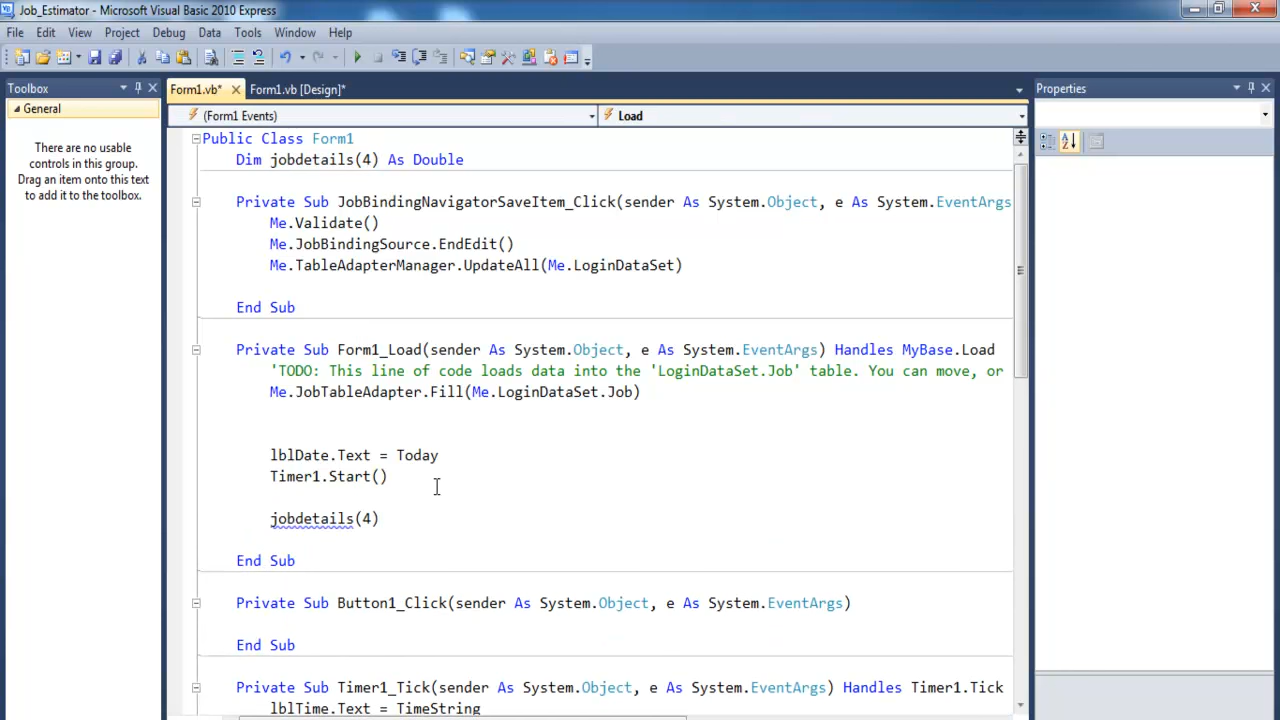 Job_Estimator - Microsoft Visual Basic 2010 Express
File Edit View Project Debug Data Tools Window Help
Toolbox
Form1.vb*
Form1.vb [Design]*
Properties
General
(Form1 Events)
Load
There are no usable
controls in this group.
Drag an item onto this text
to add it to the toolbox.
Public Class Form1
Dim jobdetails(4) As Double
Private Sub JobBindingNavigatorSaveItem_Click(sender As System.Object, e As System.EventArgs
Me.Validate()
Me.JobBindingSource.EndEdit()
Me.TableAdapterManager.UpdateAll(Me.LoginDataSet)
End Sub
Private Sub Form1_Load(sender As System.Object, e As System.EventArgs) Handles MyBase.Load
'TODO: This line of code loads data into the 'LoginDataSet.Job' table. You can move, or
Me.JobTableAdapter.Fill(Me.LoginDataSet.Job)
lblDate.Text = Today
Timer1.Start()
jobdetails(4)
End Sub
Private Sub Button1_Click(sender As System.Object, e As System.EventArgs)
End Sub
Private Sub Timer1_Tick(sender As System.Object, e As System.EventArgs) Handles Timer1.Tick
lblTime.Text = TimeString